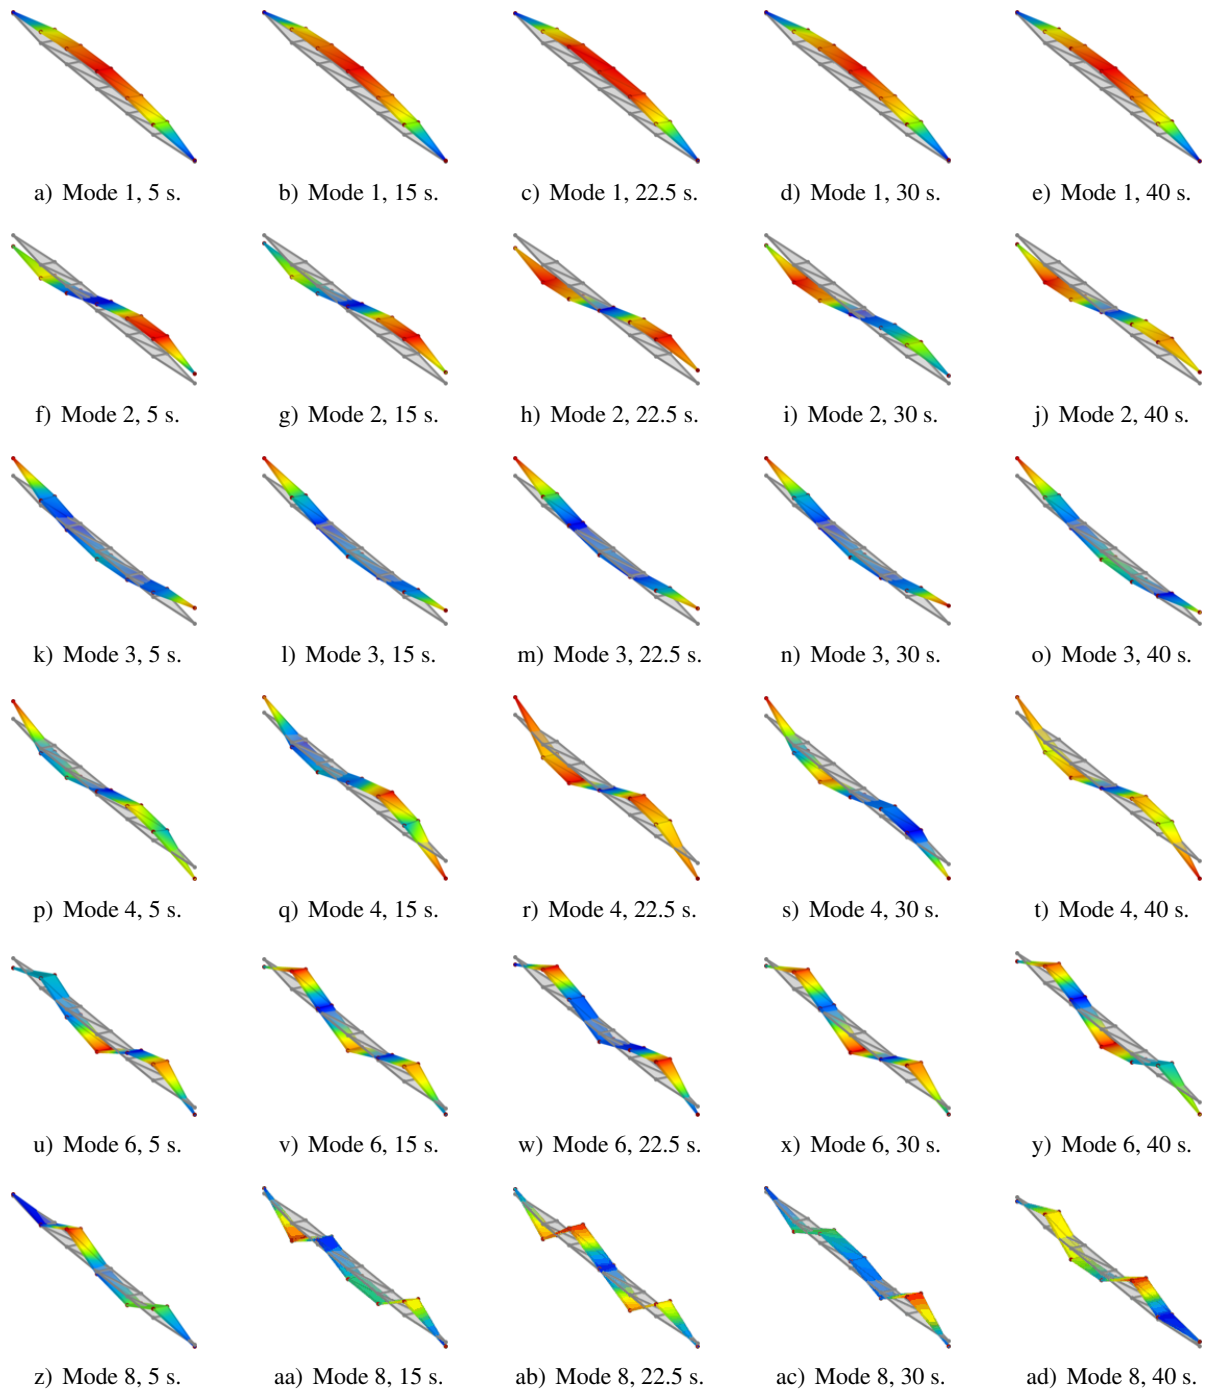 a) Mode 1, 5 s. b) Mode 1, 15 s. c) Mode 1, 22.5 s. d) Mode 1, 30 s. e) Mode 1, 40 s.
f) Mode 2, 5 s. g) Mode 2, 15 s. h) Mode 2, 22.5 s. i) Mode 2, 30 s. j) Mode 2, 40 s.
k) Mode 3, 5 s. l) Mode 3, 15 s. m) Mode 3, 22.5 s. n) Mode 3, 30 s. o) Mode 3, 40 s.
p) Mode 4, 5 s. q) Mode 4, 15 s. r) Mode 4, 22.5 s. s) Mode 4, 30 s. t) Mode 4, 40 s.
u) Mode 6, 5 s. v) Mode 6, 15 s. w) Mode 6, 22.5 s. x) Mode 6, 30 s. y) Mode 6, 40 s.
z) Mode 8, 5 s. aa) Mode 8, 15 s. ab) Mode 8, 22.5 s. ac) Mode 8, 30 s. ad) Mode 8, 40 s.